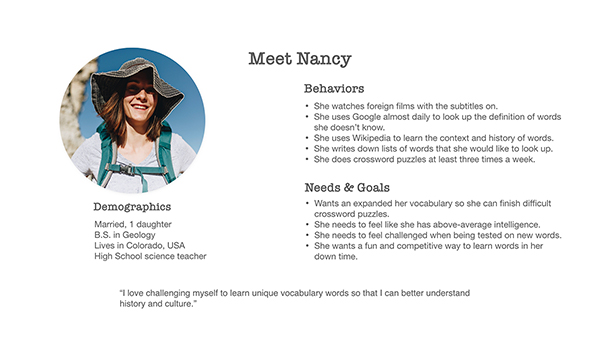 Meet Nancy
Behaviors
• She watches foreign films with the subtitles on.
• She uses Google almost daily to look up the definition of words
she doesn't know.
• She uses Wikipedia to learn the context and history of words.
• She writes down lists of words that she would like to look up.
• She does crossword puzzles at least three times a week.
Needs & Goals
• Wants an expanded her vocabulary so she can finish difficult
crossword puzzles.
• She needs to feel like she has above-average intelligence.
• She needs to feel challenged when being tested on new words.
• She wants a fun and competitive way to learn words in her
down time.
Demographics
Married, 1 daughter
B.S. in Geology
Lives in Colorado, USA
High School science teacher
“I love challenging myself to learn unique vocabulary words so that I can better understand
history and culture.”